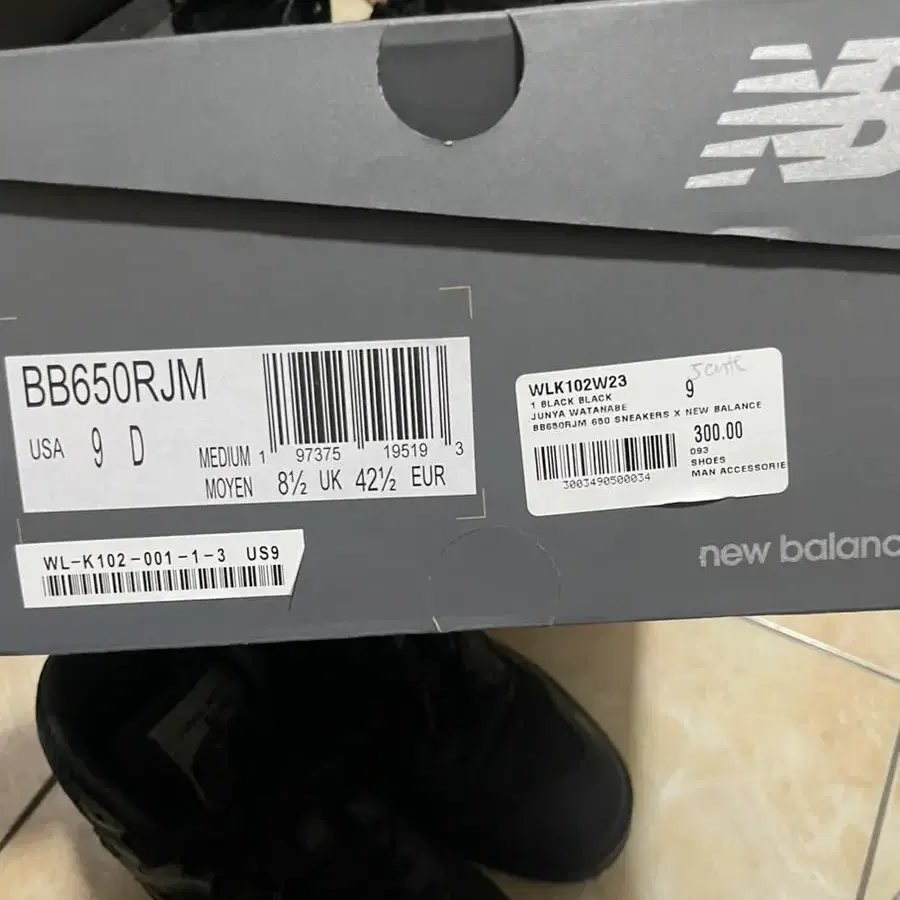 NB
BB650RJM
USA 9 D
MEDIUM
MOYEN
1 97375 19519 3
8½ UK 42½ EUR
WL-K102-001-1-3 US9
WLK102W23 9
1 BLACK BLACK
JUNYA WATANABE
BB650RJM 650 SNEAKERS X NEW BALANCE
300.00
093
SHOES
MAN ACCESSORIE
3003490500034
new balanc